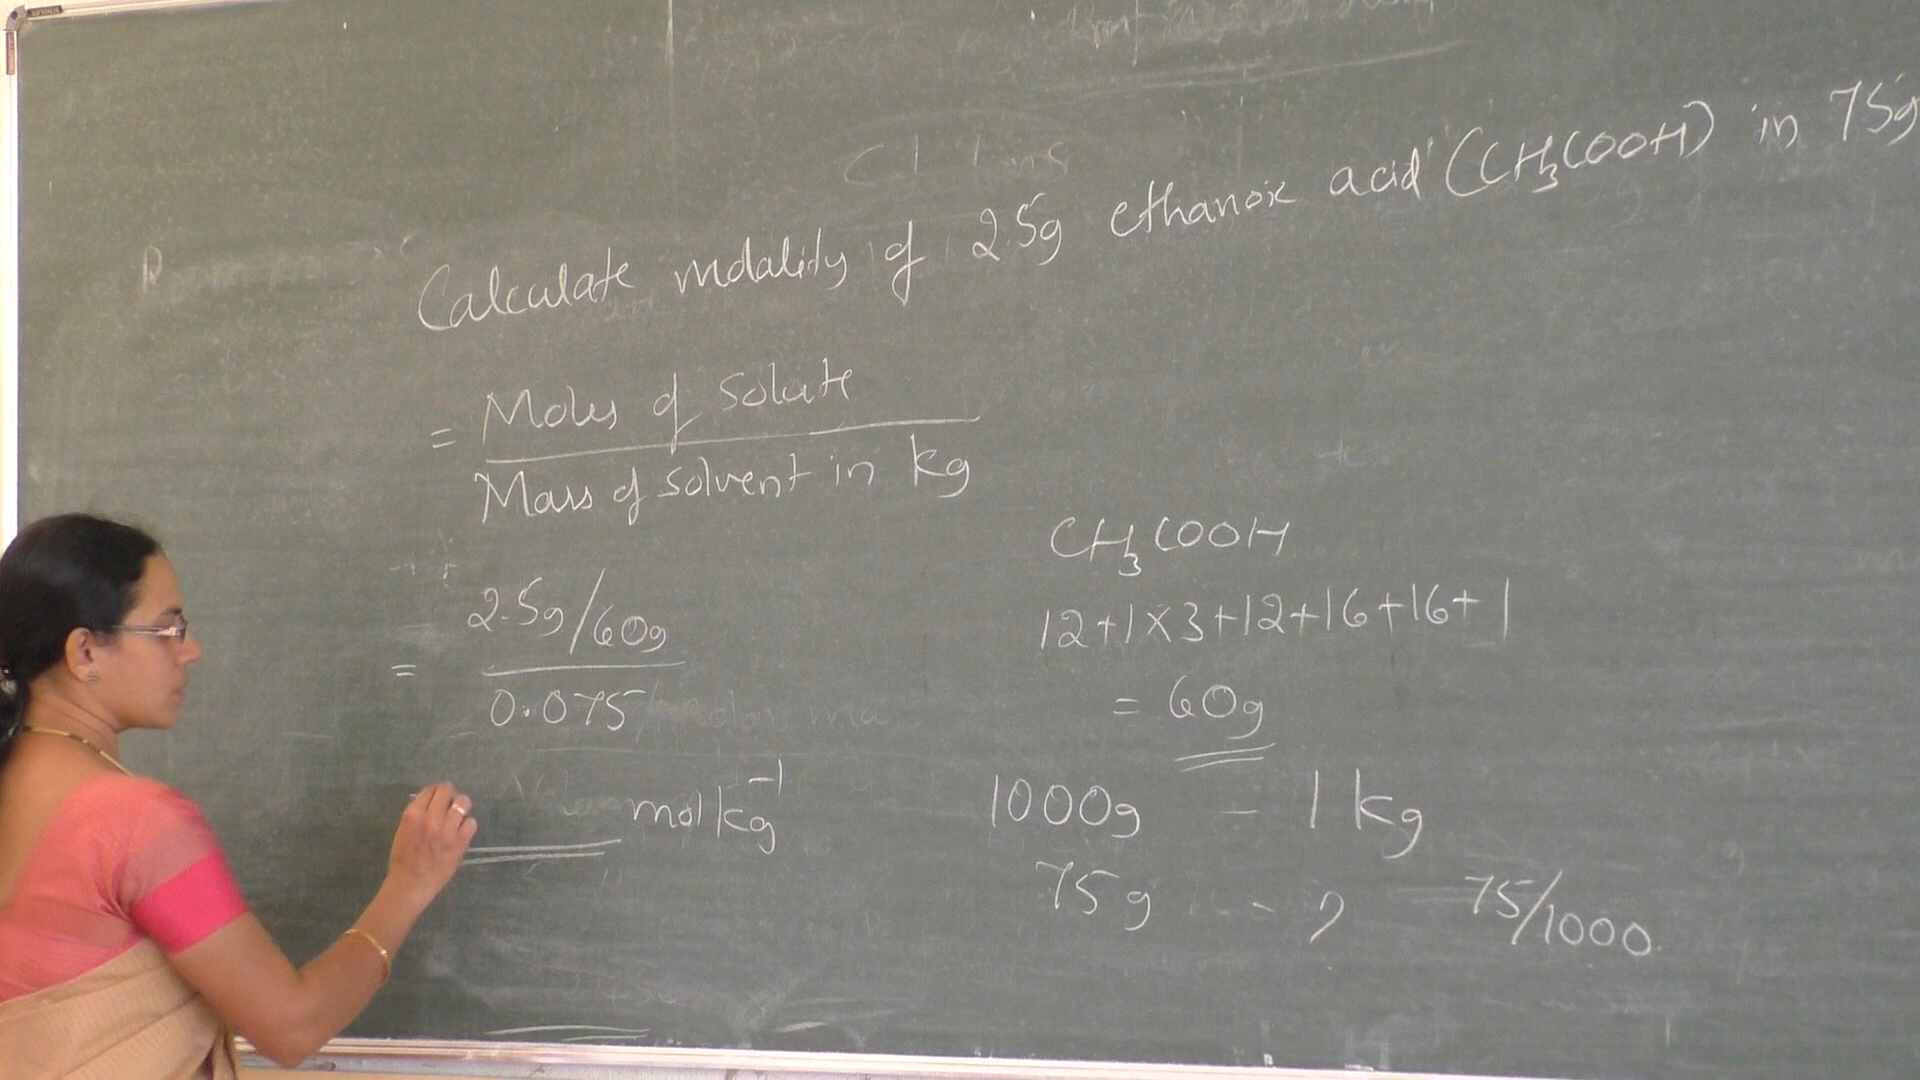 Calculate molality of 2.5g ethanoic acid (CH3COOH) in 75g
= Moles of solute
Mass of solvent in kg
CH3COOH
12+1×3+12+16+16+1
= 60g
= 2.5g/60g
0.075
mol kg-1
1000g - 1 kg
75g - ? 75/1000